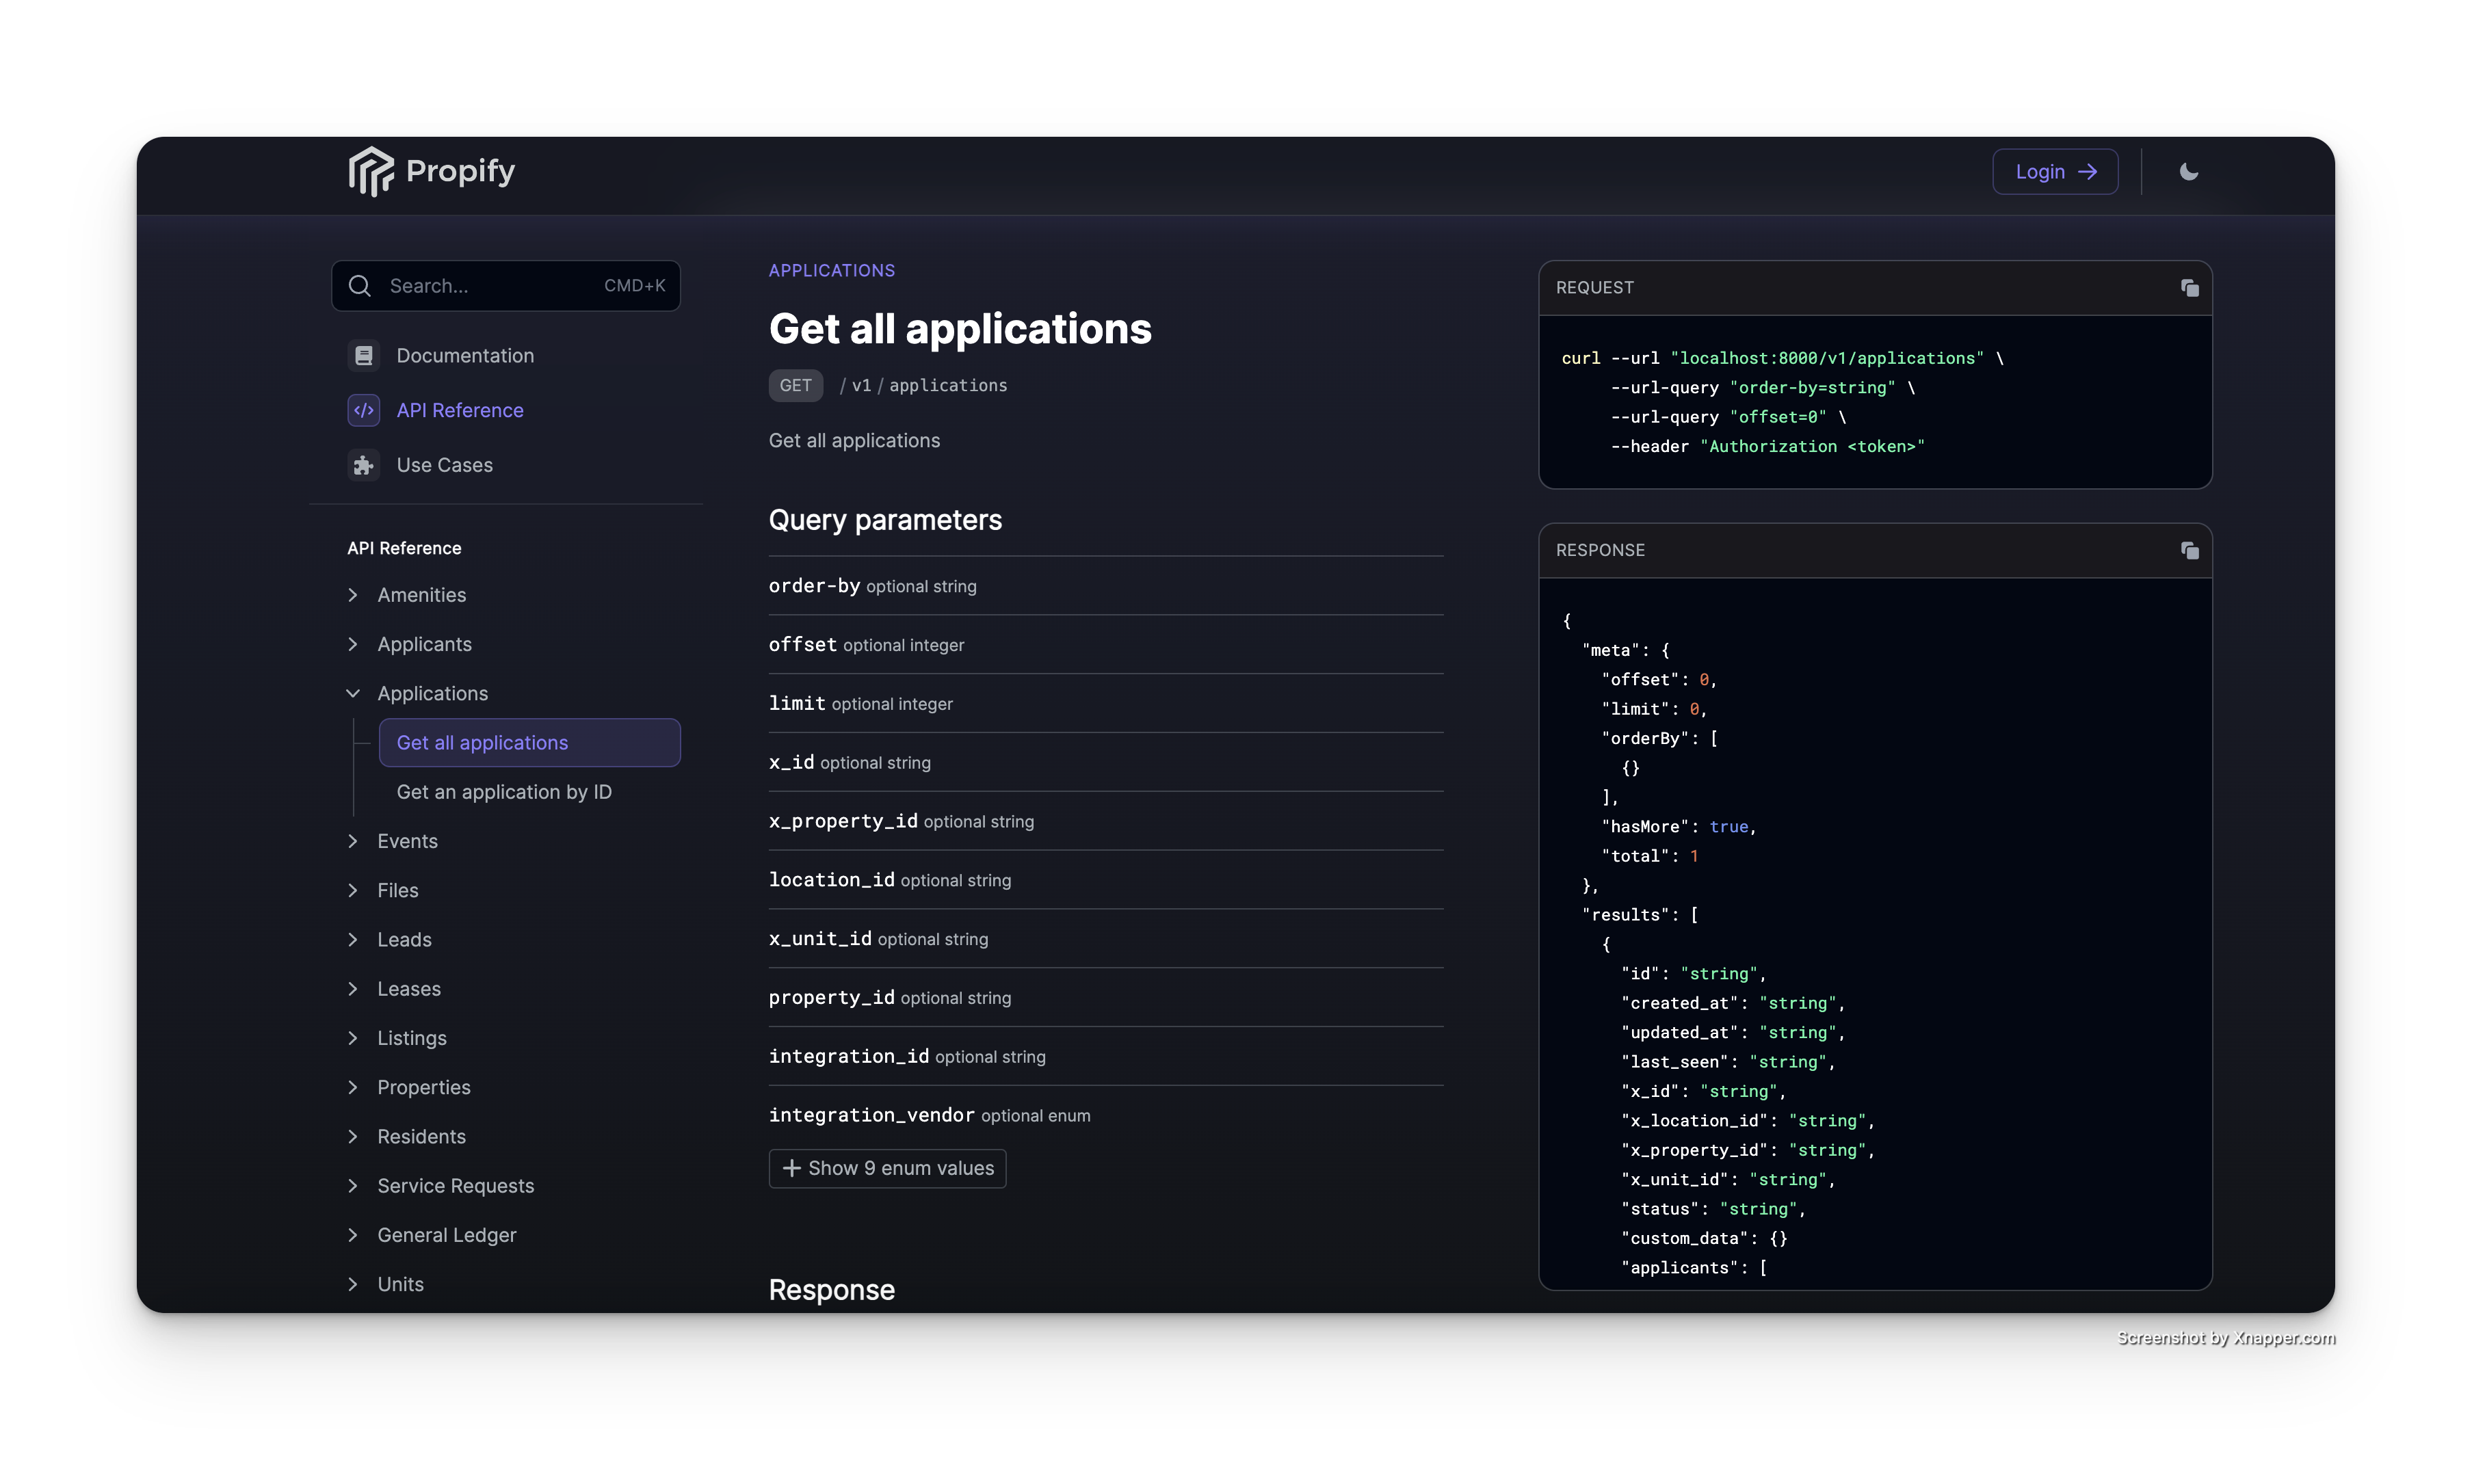 Propify
Login →
Search...
CMD+K
Documentation
API Reference
Use Cases
API Reference
Amenities
Applicants
Applications
Get all applications
Get an application by ID
Events
Files
Leads
Leases
Listings
Properties
Residents
Service Requests
General Ledger
Units
APPLICATIONS
Get all applications
GET / v1 / applications
Get all applications
Query parameters
order-by optional string
offset optional integer
limit optional integer
x_id optional string
x_property_id optional string
location_id optional string
x_unit_id optional string
property_id optional string
integration_id optional string
integration_vendor optional enum
+ Show 9 enum values
Response
REQUEST
curl --url "localhost:8000/v1/applications" \
--url-query "order-by=string" \
--url-query "offset=0" \
--header "Authorization <token>"
RESPONSE
{
"meta": {
"offset": 0,
"limit": 0,
"orderBy": [
{}
],
"hasMore": true,
"total": 1
},
"results": [
{
"id": "string",
"created_at": "string",
"updated_at": "string",
"last_seen": "string",
"x_id": "string",
"x_location_id": "string",
"x_property_id": "string",
"x_unit_id": "string",
"status": "string",
"custom_data": {}
"applicants": [
Screenshot by Xnapper.com